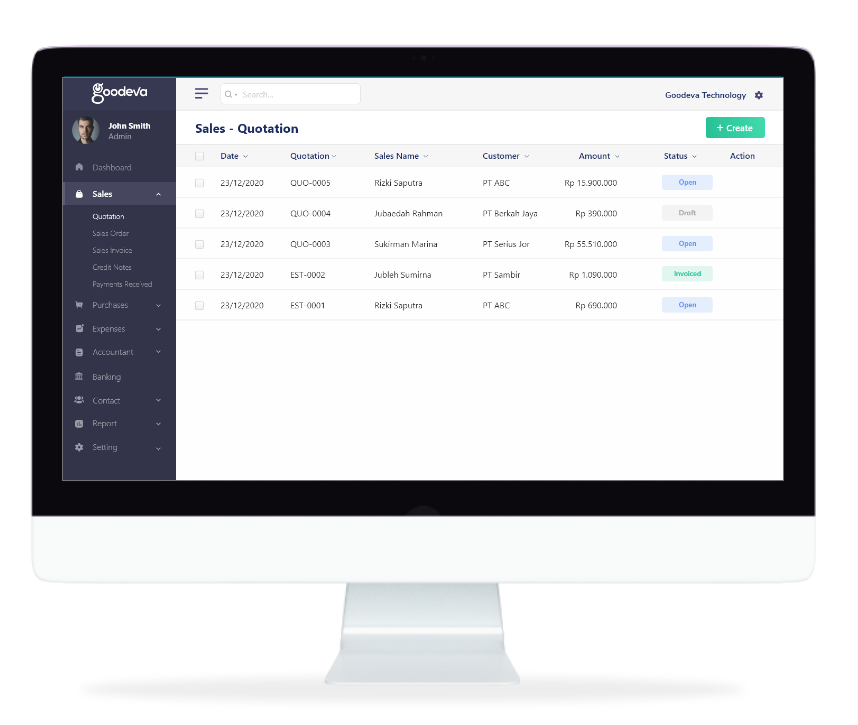 goodeva
Search...
Goodeva Technology
John Smith
Admin
Dashboard
Sales
Quotation
Sales Order
Sales Invoice
Credit Notes
Payments Received
Purchases
Expenses
Accountant
Banking
Contact
Report
Setting
Sales - Quotation
+ Create
Date Quotation Sales Name Customer Amount Status Action
23/12/2020 QUO-0005 Rizki Saputra PT ABC Rp 15.900.000 Open
23/12/2020 QUO-0004 Jubaedah Rahman PT Berkah Jaya Rp 390.000 Draft
23/12/2020 QUO-0003 Sukirman Marina PT Serius Jor Rp 55.510.000 Open
23/12/2020 EST-0002 Jubleh Sumirna PT Sambir Rp 1.090.000 Invoiced
23/12/2020 EST-0001 Rizki Saputra PT ABC Rp 690.000 Open